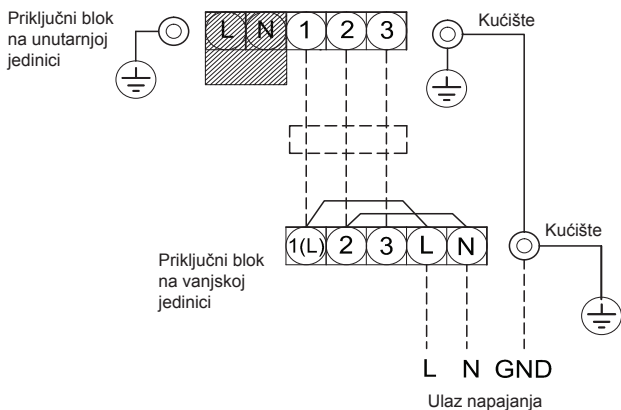 Priključni blok
na unutarnjoj
jedinici
L N 1 2 3
Kućište
1(L) 2 3 L N
Kućište
Priključni blok
na vanjskoj
jedinici
L N GND
Ulaz napajanja